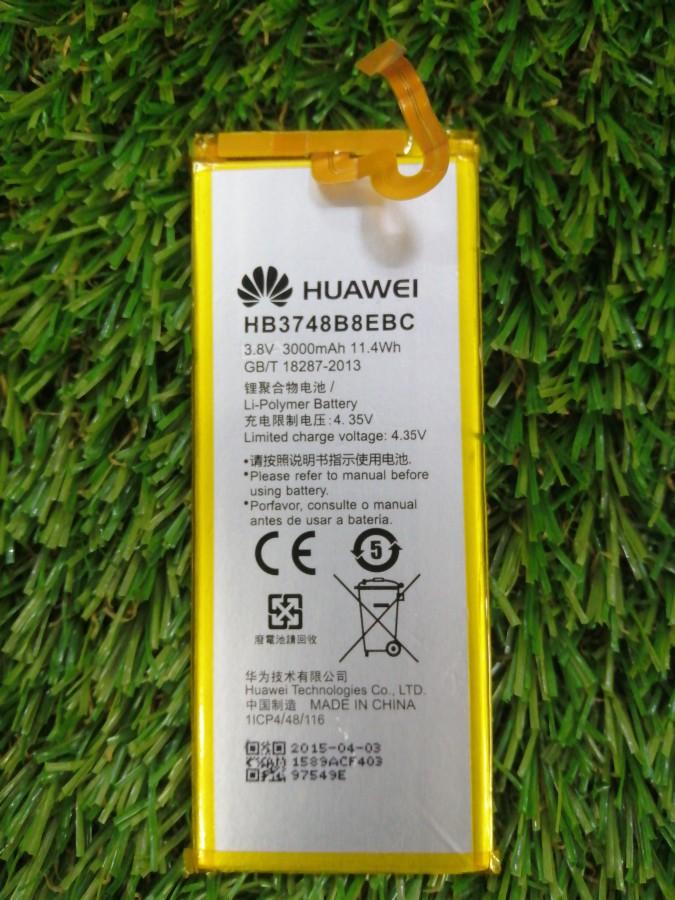 HUAWEI
HB3748B8EBC
3.8V 3000mAh 11.4Wh
GB/T 18287-2013
锂聚合物电池 /
Li-Polymer Battery
充电限制电压: 4. 35V
Limited charge voltage: 4.35V
•请按照说明书指示使用电池.
•Please refer to manual before
using battery.
•Porfavor, consulte o manual
antes de usar a bateria.
CE 5
廢電池請回收
华为技术有限公司
Huawei Technologies Co., LTD.
中国制造 MADE IN CHINA
1ICP4/48/116
2015-04-03
1589ACF403
97549E